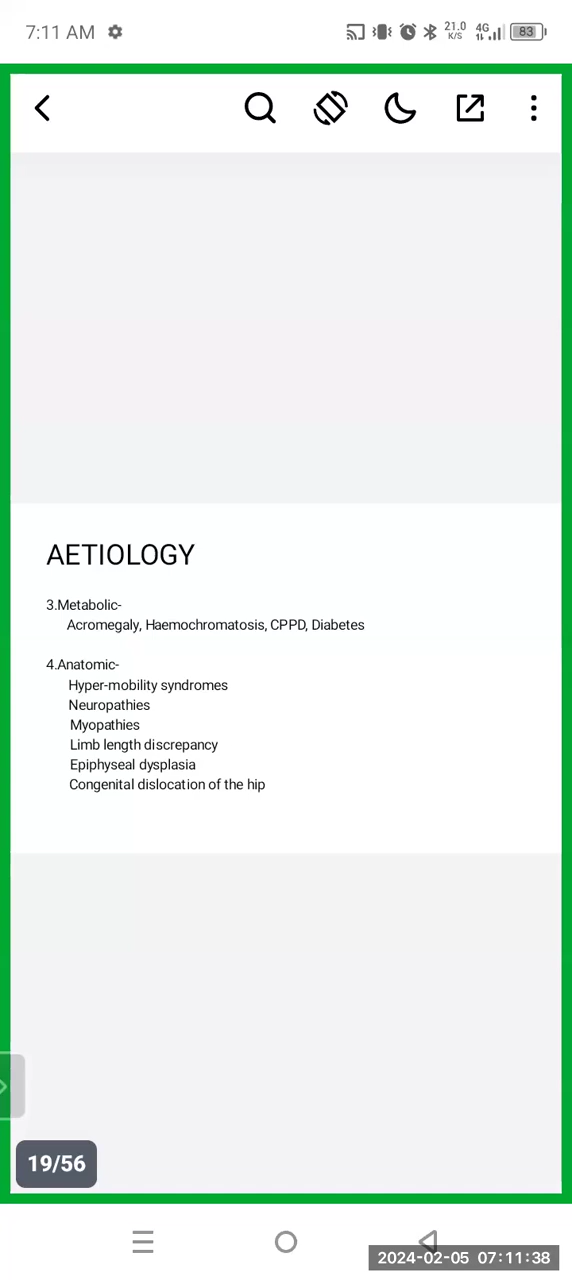 7:11 AM
21.0
K/S
4G
83
AETIOLOGY
3.Metabolic-
Acromegaly, Haemochromatosis, CPPD, Diabetes
4.Anatomic-
Hyper-mobility syndromes
Neuropathies
Myopathies
Limb length discrepancy
Epiphyseal dysplasia
Congenital dislocation of the hip
19/56
2024-02-05 07:11:38